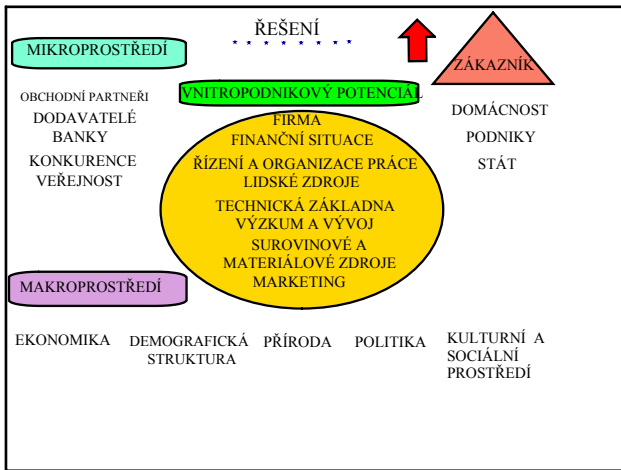 ŘEŠENÍ
MIKROPROSTŘEDÍ
ZÁKAZNÍK
OBCHODNÍ PARTNEŘI
DODAVATELÉ
BANKY
KONKURENCE
VEŘEJNOST
VNITROPODNIKOVÝ POTENCIÁL
FIRMA
FINANČNÍ SITUACE
ŘÍZENÍ A ORGANIZACE PRÁCE
LIDSKÉ ZDROJE
TECHNICKÁ ZÁKLADNA
VÝZKUM A VÝVOJ
SUROVINOVÉ A
MATERIÁLOVÉ ZDROJE
MARKETING
DOMÁCNOST
PODNIKY
STÁT
MAKROPROSTŘEDÍ
EKONOMIKA
DEMOGRAFICKÁ
STRUKTURA
PŘÍRODA
POLITIKA
KULTURNÍ A
SOCIÁLNÍ
PROSTŘEDÍ